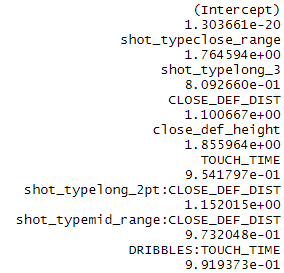 (Intercept)
1.303661e-20
shot_typeclose_range
1.764594e+00
shot_typelong_3
8.092660e-01
CLOSE_DEF_DIST
1.100667e+00
close_def_height
1.855964e+00
TOUCH_TIME
9.541797e-01
shot_typelong_2pt:CLOSE_DEF_DIST
1.152015e+00
shot_typemid_range:CLOSE_DEF_DIST
9.732048e-01
DRIBBLES:TOUCH_TIME
9.919373e-01